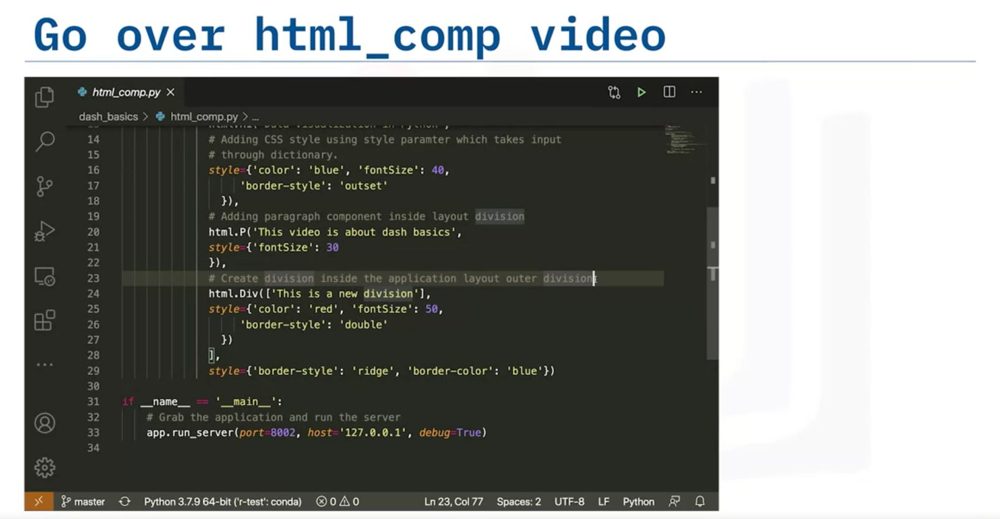 Go over html_comp video
html_comp.py
dash_basics > html_comp.py > ...
14 # Adding CSS style using style paramter which takes input
15 # through dictionary.
16 style={'color': 'blue', 'fontSize': 40,
17 'border-style': 'outset'
18 }),
19 # Adding paragraph component inside layout division
20 html.P('This video is about dash basics',
21 style={'fontSize': 30
22 }),
23 # Create division inside the application layout outer division
24 html.Div(['This is a new division'],
25 style={'color': 'red', 'fontSize': 50,
26 'border-style': 'double'
27 })
28 ],
29 style={'border-style': 'ridge', 'border-color': 'blue'})
30
31 if __name__ == '__main__':
32 # Grab the application and run the server
33 app.run_server(port=8002, host='127.0.0.1', debug=True)
34
master Python 3.7.9 64-bit ('r-test': conda) 0 0 Ln 23, Col 77 Spaces: 2 UTF-8 LF Python